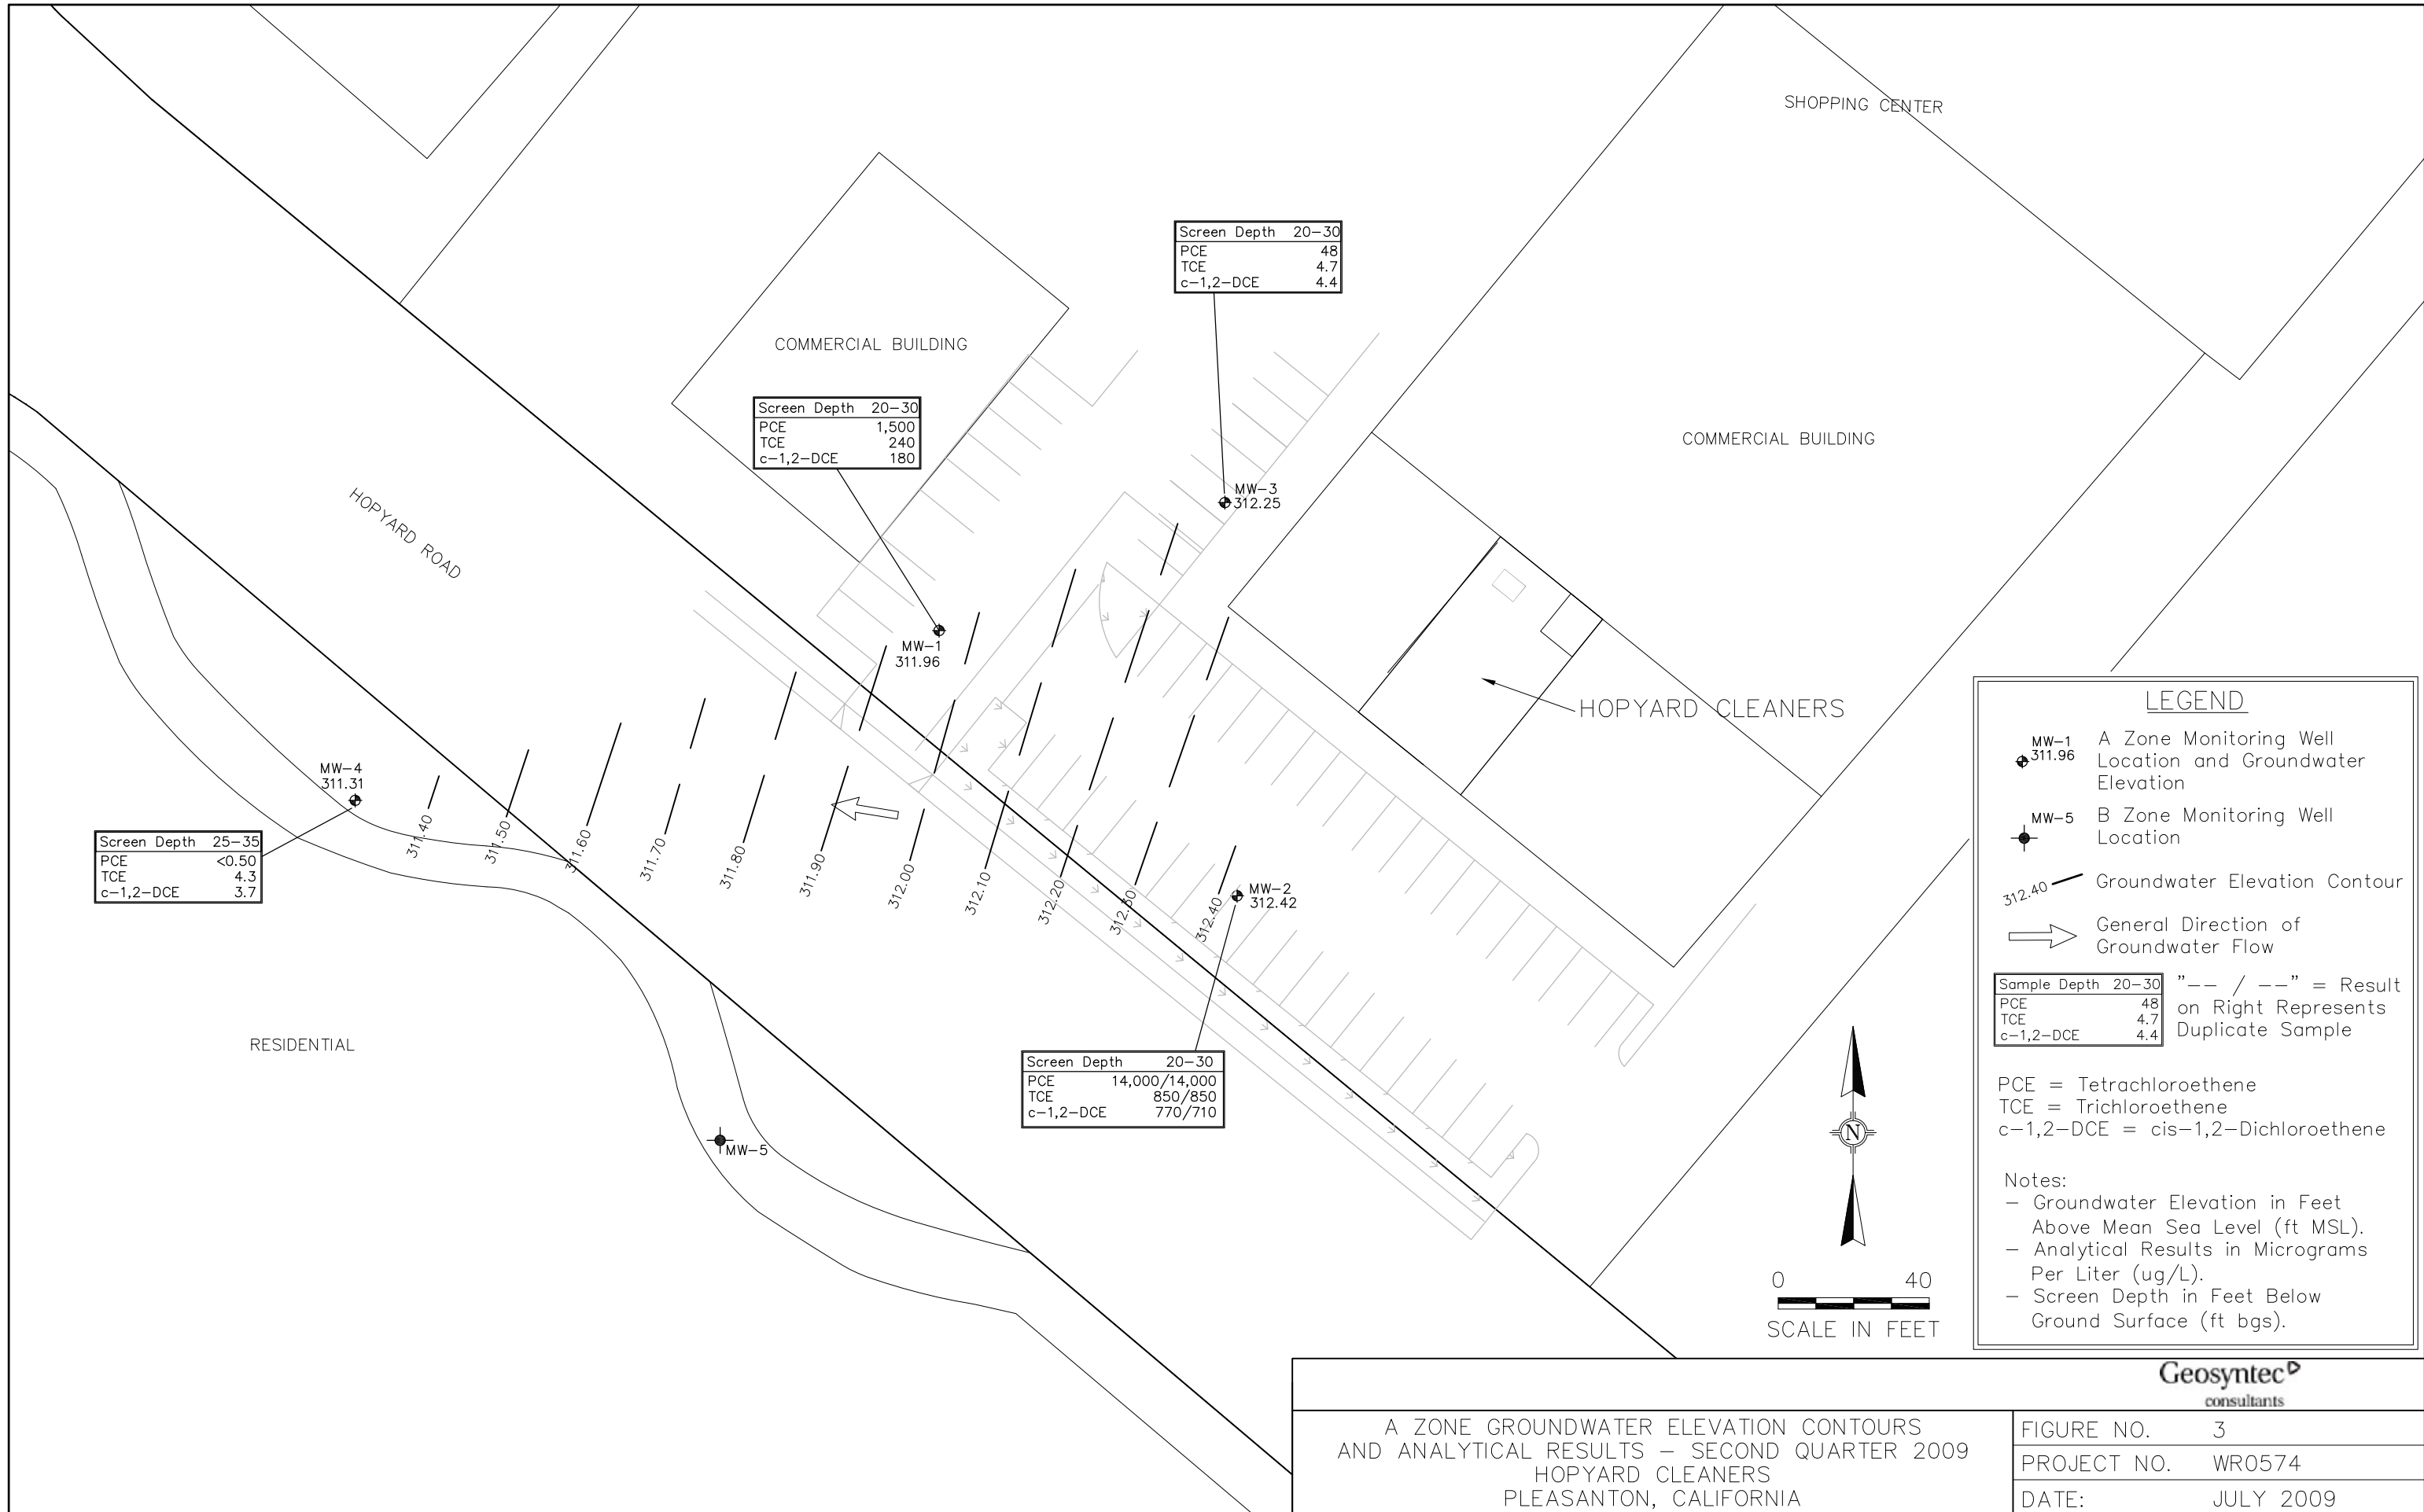 SHOPPING CENTER
Screen Depth 20-30
PCE 48
TCE 4.7
c-1,2-DCE 4.4
COMMERCIAL BUILDING
Screen Depth 20-30
PCE 1,500
TCE 240
c-1,2-DCE 180
COMMERCIAL BUILDING
HOPYARD ROAD
MW-3
312.25
MW-1
311.96
HOPYARD CLEANERS
MW-4
311.31
Screen Depth 25-35
PCE <0.50
TCE 4.3
c-1,2-DCE 3.7
311.40
311.50
311.60
311.70
311.80
311.90
312.00
312.10
312.20
312.30
312.40
MW-2
312.42
RESIDENTIAL
Screen Depth 20-30
PCE 14,000/14,000
TCE 850/850
c-1,2-DCE 770/710
MW-5
N
0 40
SCALE IN FEET
LEGEND
MW-1
311.96
A Zone Monitoring Well
Location and Groundwater
Elevation
MW-5
B Zone Monitoring Well
Location
312.40
Groundwater Elevation Contour
General Direction of
Groundwater Flow
Sample Depth 20-30
PCE 48
TCE 4.7
c-1,2-DCE 4.4
"-- / --" = Result
on Right Represents
Duplicate Sample
PCE = Tetrachloroethene
TCE = Trichloroethene
c-1,2-DCE = cis-1,2-Dichloroethene
Notes:
- Groundwater Elevation in Feet
Above Mean Sea Level (ft MSL).
- Analytical Results in Micrograms
Per Liter (ug/L).
- Screen Depth in Feet Below
Ground Surface (ft bgs).
Geosyntec
consultants
A ZONE GROUNDWATER ELEVATION CONTOURS
AND ANALYTICAL RESULTS - SECOND QUARTER 2009
HOPYARD CLEANERS
PLEASANTON, CALIFORNIA
FIGURE NO. 3
PROJECT NO. WR0574
DATE: JULY 2009